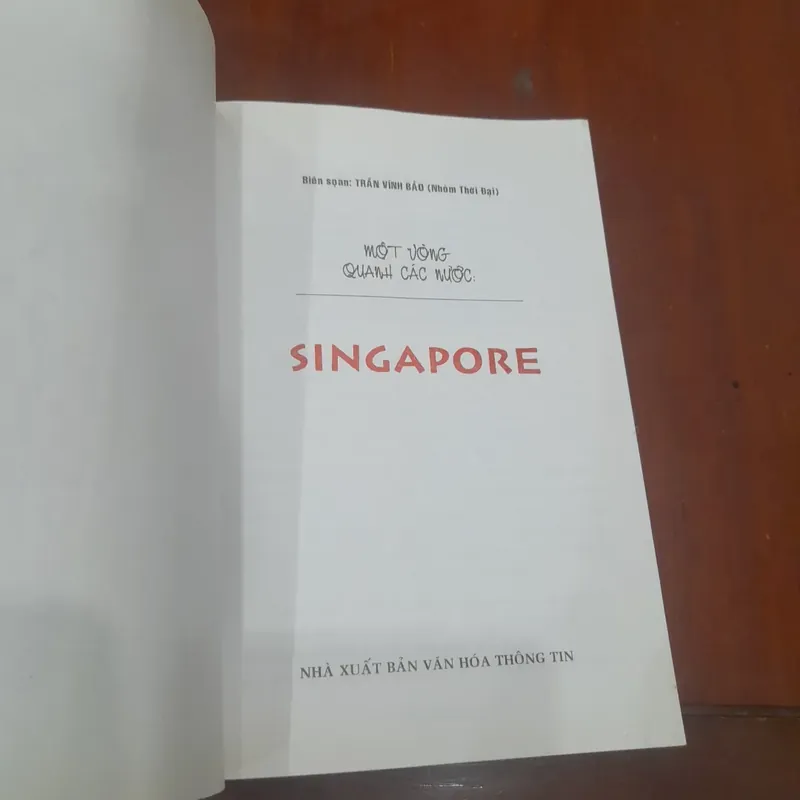 Biên sọan: TRẦN VĨNH BẢO (Nhóm Thời Đại)
MỘT VÒNG
QUANH CÁC NƯỚC:
SINGAPORE
NHÀ XUẤT BẢN VĂN HÓA THÔNG TIN